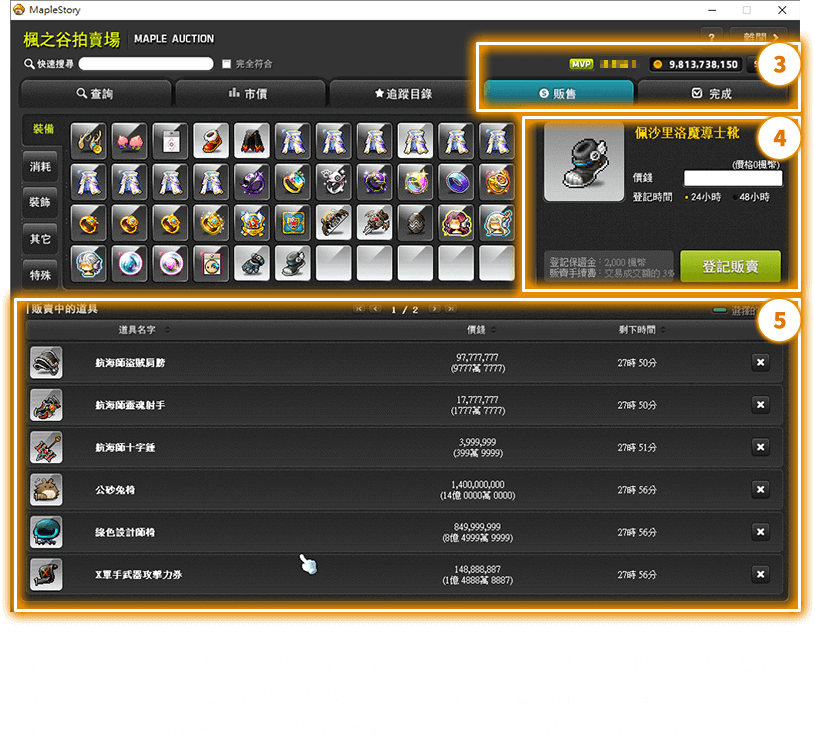 MapleStory
楓之谷拍賣場 MAPLE AUCTION
? 離開 >
快速搜尋 完全符合
MVP 9,813,738,150
3
查詢 市價 ★追蹤目錄 販售 完成
裝備
消耗
裝飾
其它
特殊
4
佩沙里洛魔導士靴
(價格0楓幣)
價錢
登記時間 24小時 48小時
登記保證金 : 2,000 楓幣
販賣手續費 : 交易成交額的 3%
登記販賣
5
販賣中的道具 1 / 2 選擇的
道具名字 價錢 剩下時間
航海師盜賊肩膀 97,777,777 27時 50分
(9777萬 7777)
航海師靈魂射手 17,777,777 27時 50分
(1777萬 7777)
航海師十字錘 3,999,999 27時 51分
(399萬 9999)
公砂兔椅 1,400,000,000 27時 56分
(14億 0000萬 0000)
綠色設計師椅 849,999,999 27時 56分
(8億 4999萬 9999)
X單手武器攻擊力券 148,888,887 27時 56分
(1億 4888萬 8887)